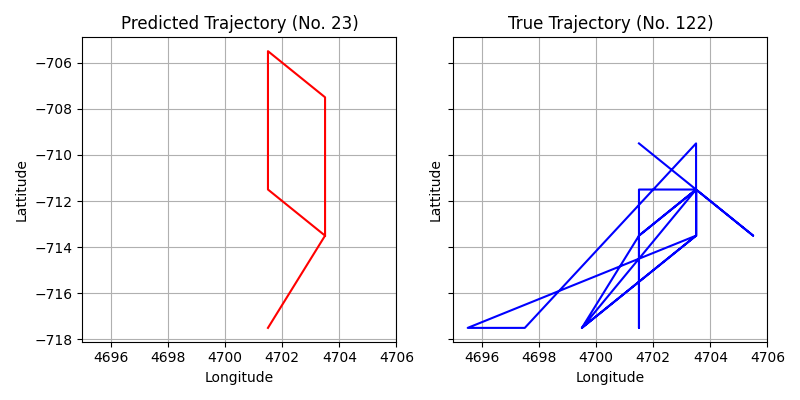 Predicted Trajectory (No. 23)
True Trajectory (No. 122)
−706
−708
−710
−712
−714
−716
−718
Lattitude
Lattitude
4696 4698 4700 4702 4704 4706
4696 4698 4700 4702 4704 4706
Longitude
Longitude